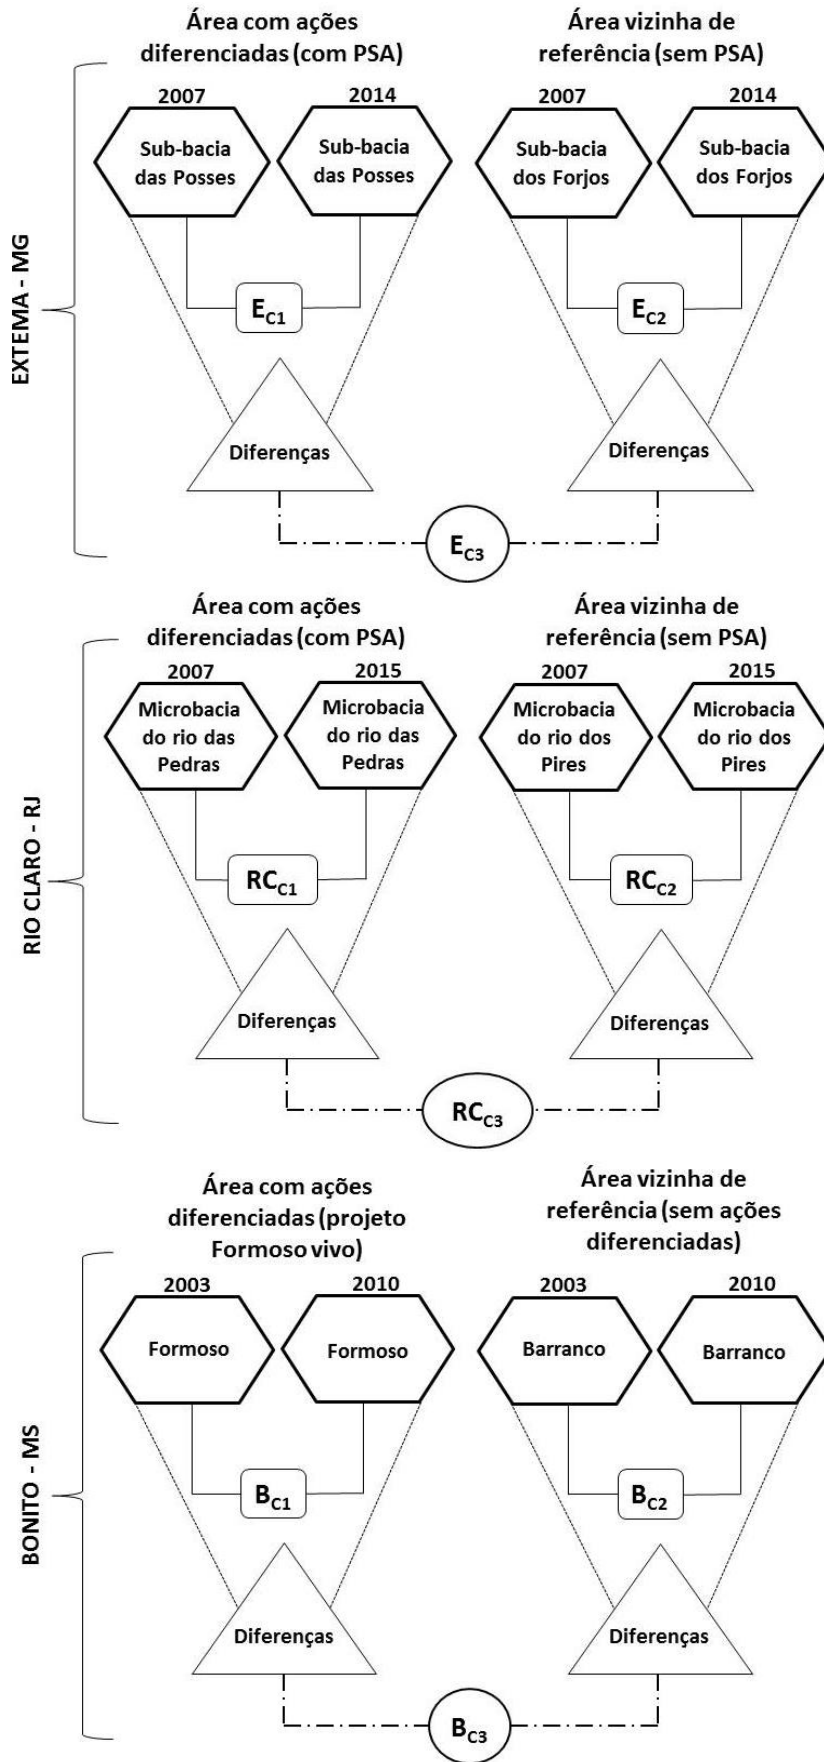 Área com ações
diferenciadas (com PSA)
Área vizinha de
referência (sem PSA)
2007
2014
2007
2014
Sub-bacia
das Posses
Sub-bacia
das Posses
Sub-bacia
dos Forjos
Sub-bacia
dos Forjos
EXTEMA - MG
EC1
EC2
Diferenças
Diferenças
EC3
Área com ações
diferenciadas (com PSA)
Área vizinha de
referência (sem PSA)
2007
2015
2007
2015
Microbacia
do rio das
Pedras
Microbacia
do rio das
Pedras
Microbacia
do rio dos
Pires
Microbacia
do rio dos
Pires
RIO CLARO - RJ
RCC1
RCC2
Diferenças
Diferenças
RCC3
Área com ações
diferenciadas (projeto
Formoso vivo)
Área vizinha de
referência (sem ações
diferenciadas)
2003
2010
2003
2010
Formoso
Formoso
Barranco
Barranco
BONITO - MS
BC1
BC2
Diferenças
Diferenças
BC3